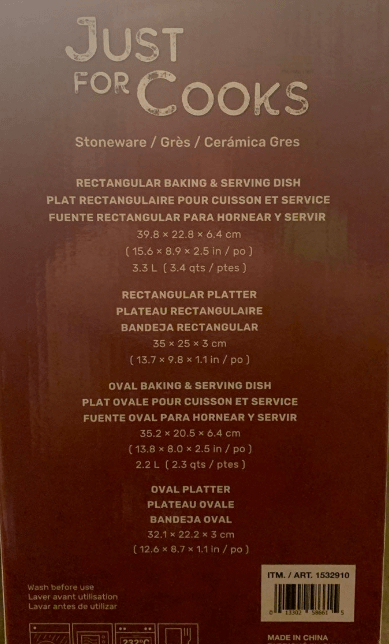 JUST
FOR COOKS
Stoneware / Grès / Cerámica Gres
RECTANGULAR BAKING & SERVING DISH
PLAT RECTANGULAIRE POUR CUISSON ET SERVICE
FUENTE RECTANGULAR PARA HORNEAR Y SERVIR
39.8 × 22.8 × 6.4 cm
( 15.6 × 8.9 × 2.5 in / po )
3.3 L ( 3.4 qts / ptes )
RECTANGULAR PLATTER
PLATEAU RECTANGULAIRE
BANDEJA RECTANGULAR
35 × 25 × 3 cm
( 13.7 × 9.8 × 1.1 in / po )
OVAL BAKING & SERVING DISH
PLAT OVALE POUR CUISSON ET SERVICE
FUENTE OVAL PARA HORNEAR Y SERVIR
35.2 × 20.5 × 6.4 cm
( 13.8 × 8.0 × 2.5 in / po )
2.2 L ( 2.3 qts / ptes )
OVAL PLATTER
PLATEAU OVALE
BANDEJA OVAL
32.1 × 22.2 × 3 cm
( 12.6 × 8.7 × 1.1 in / po )
ITM. / ART. 1532910
Wash before use
Laver avant utilisation
Lavar antes de utilizar
232°C
MADE IN CHINA